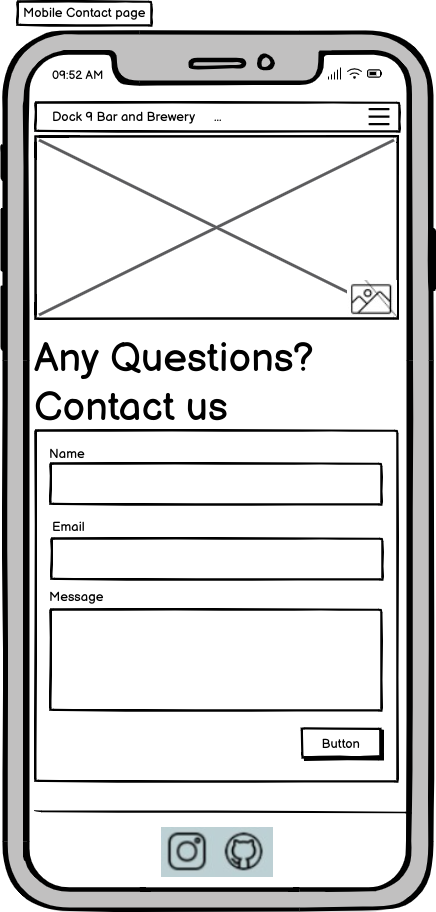 Mobile Contact page
09:52 AM
Dock 9 Bar and Brewery ...
Any Questions?
Contact us
Name
Email
Message
Button